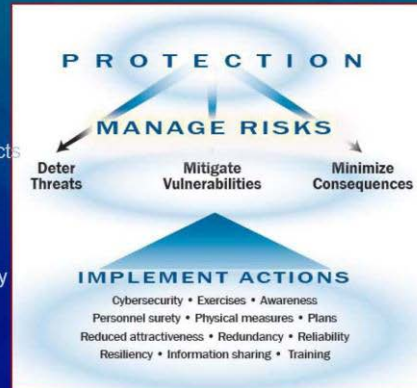 PROTECTION
MANAGE RISKS
cts
Deter Threats
Mitigate Vulnerabilities
Minimize Consequences
y
IMPLEMENT ACTIONS
Cybersecurity • Exercises • Awareness
Personnel surety • Physical measures • Plans
Reduced attractiveness • Redundancy • Reliability
Resiliency • Information sharing • Training